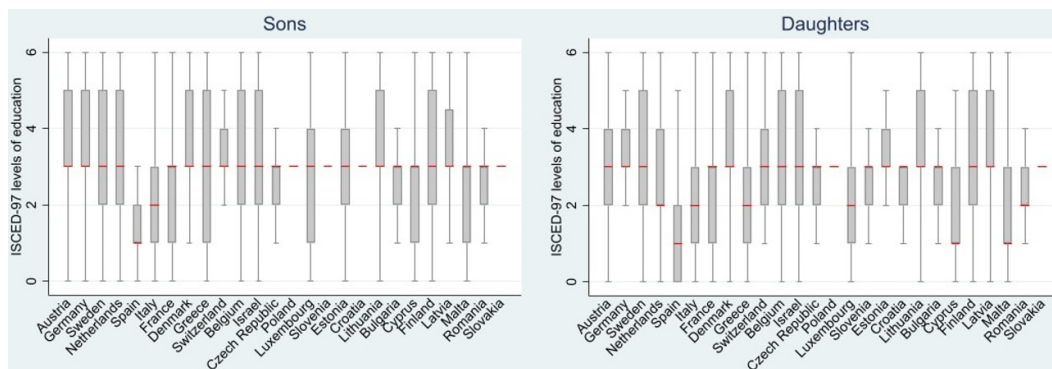 Sons
ISCED-97 levels of education
6
4
2
0
Austria
Germany
Sweden
Netherlands
Spain
Italy
France
Denmark
Greece
Switzerland
Belgium
Israel
Czech Republic
Poland
Luxembourg
Slovenia
Estonia
Croatia
Lithuania
Bulgaria
Cyprus
Finland
Latvia
Malta
Romania
Slovakia
Daughters
ISCED-97 levels of education
6
4
2
0
Austria
Germany
Sweden
Netherlands
Spain
Italy
France
Denmark
Greece
Switzerland
Belgium
Israel
Czech Republic
Poland
Luxembourg
Slovenia
Estonia
Croatia
Lithuania
Bulgaria
Cyprus
Finland
Latvia
Malta
Romania
Slovakia